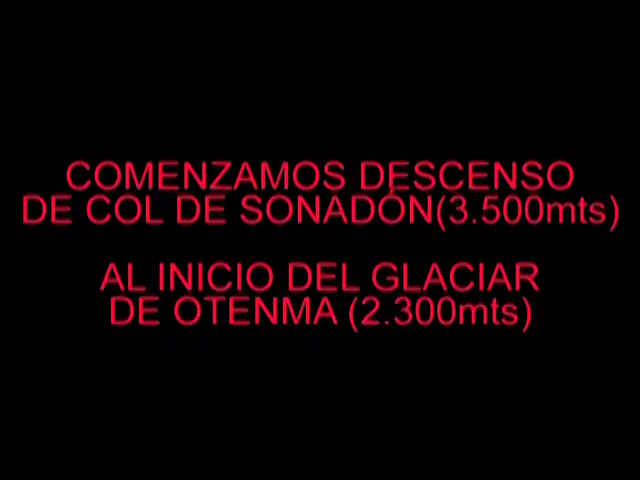 COMENZAMOS DESCENSO
DE COL DE SONADÓN(3.500mts)
AL INICIO DEL GLACIAR
DE OTENMA (2.300mts)